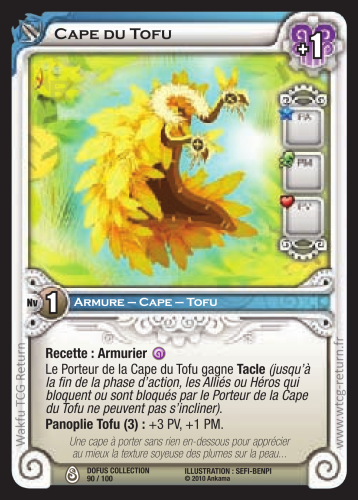 CAPE DU TOFU
+1
PA
PM
PV
Nv 1
ARMURE – CAPE – TOFU
Recette : Armurier
Le Porteur de la Cape du Tofu gagne Tacle (jusqu'à
la fin de la phase d'action, les Alliés ou Héros qui
bloquent ou sont bloqués par le Porteur de la Cape
du Tofu ne peuvent pas s'incliner).
Panoplie Tofu (3) : +3 PV, +1 PM.
Une cape à porter sans rien en-dessous pour apprécier
au mieux la texture soyeuse des plumes sur la peau...
DOFUS COLLECTION
90 / 100
ILLUSTRATION : SEFI-BENPI
© 2010 Ankama
Wakfu TCG Return
www.wtcg-return.fr